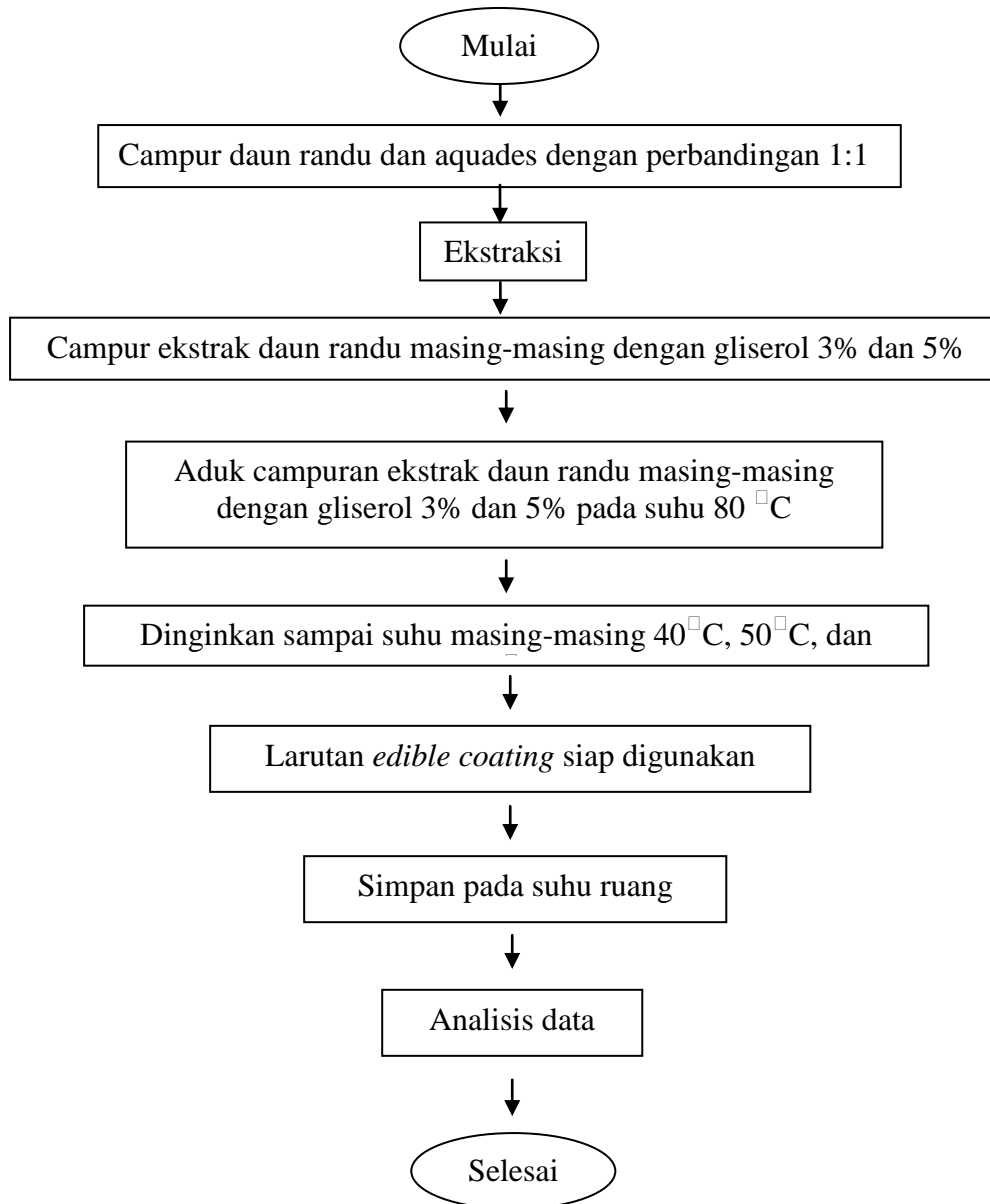 Mulai
Campur daun randu dan aquades dengan perbandingan 1:1
Ekstraksi
Campur ekstrak daun randu masing-masing dengan gliserol 3% dan 5%
Aduk campuran ekstrak daun randu masing-masing
dengan gliserol 3% dan 5% pada suhu 80 □C
Dinginkan sampai suhu masing-masing 40□C, 50□C, dan
Larutan edible coating siap digunakan
Simpan pada suhu ruang
Analisis data
Selesai